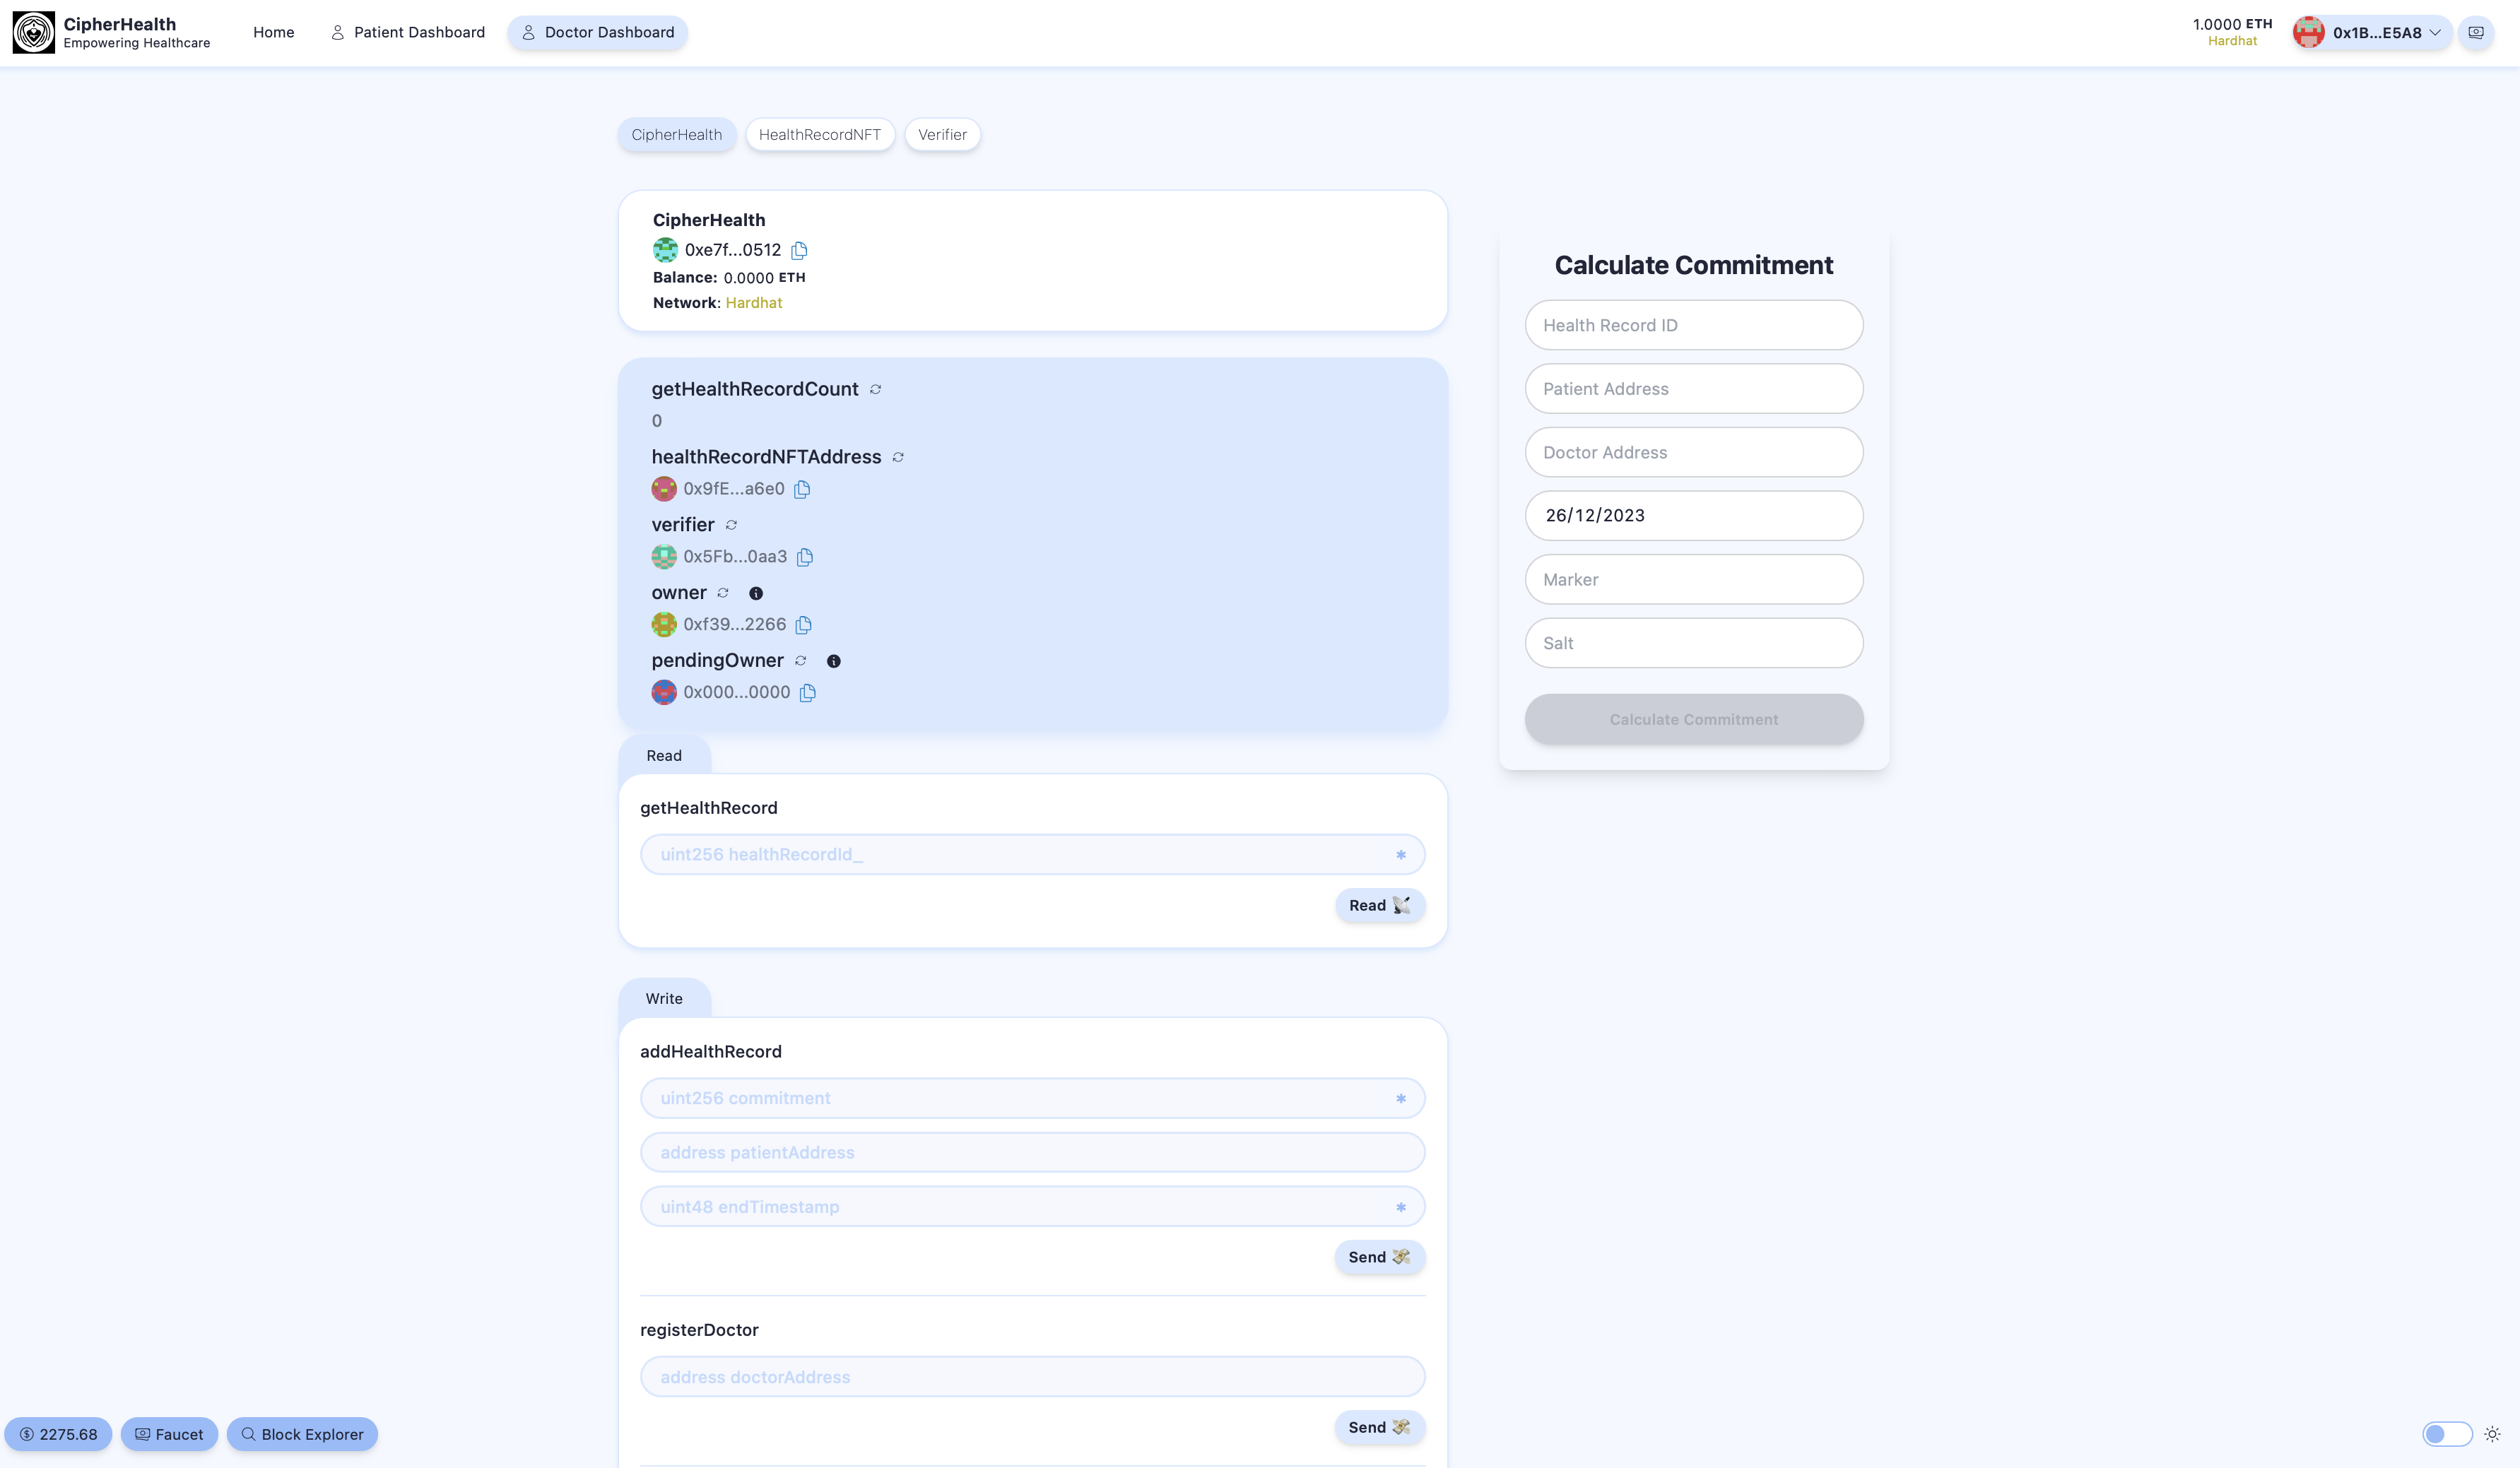 CipherHealth
Empowering Healthcare
Home
Patient Dashboard
Doctor Dashboard
1.0000 ETH
Hardhat
0x1B...E5A8
CipherHealth
HealthRecordNFT
Verifier
CipherHealth
0xe7f...0512
Balance: 0.0000 ETH
Network: Hardhat
getHealthRecordCount
0
healthRecordNFTAddress
0x9fE...a6e0
verifier
0x5Fb...0aa3
owner
0xf39...2266
pendingOwner
0x000...0000
Read
getHealthRecord
uint256 healthRecordId_ *
Read
Write
addHealthRecord
uint256 commitment *
address patientAddress
uint48 endTimestamp *
Send
registerDoctor
address doctorAddress
Send
Calculate Commitment
Health Record ID
Patient Address
Doctor Address
26/12/2023
Marker
Salt
Calculate Commitment
2275.68
Faucet
Block Explorer